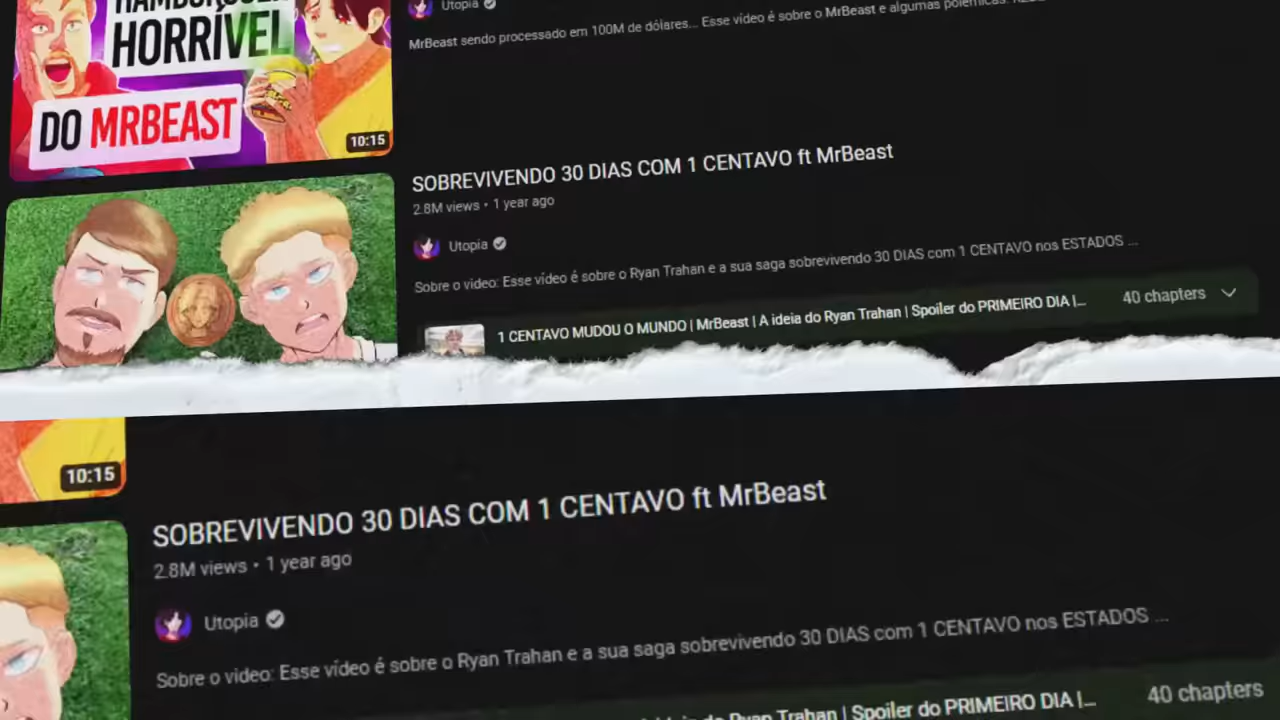 HAMBÚRGUER
HORRÍVEL
DO MRBEAST
10:15
Utopia
MrBeast sendo processado em 100M de dólares... Esse vídeo é sobre o MrBeast e algumas polêmicas.
SOBREVIVENDO 30 DIAS COM 1 CENTAVO ft MrBeast
2.8M views • 1 year ago
Utopia
Sobre o video: Esse vídeo é sobre o Ryan Trahan e a sua saga sobrevivendo 30 DIAS com 1 CENTAVO nos ESTADOS ...
1 CENTAVO MUDOU O MUNDO | MrBeast | A ideia do Ryan Trahan | Spoiler do PRIMEIRO DIA |...
40 chapters
10:15
SOBREVIVENDO 30 DIAS COM 1 CENTAVO ft MrBeast
2.8M views • 1 year ago
Utopia
Sobre o video: Esse vídeo é sobre o Ryan Trahan e a sua saga sobrevivendo 30 DIAS com 1 CENTAVO nos ESTADOS ...
Ryan Trahan | Spoiler do PRIMEIRO DIA |...
40 chapters